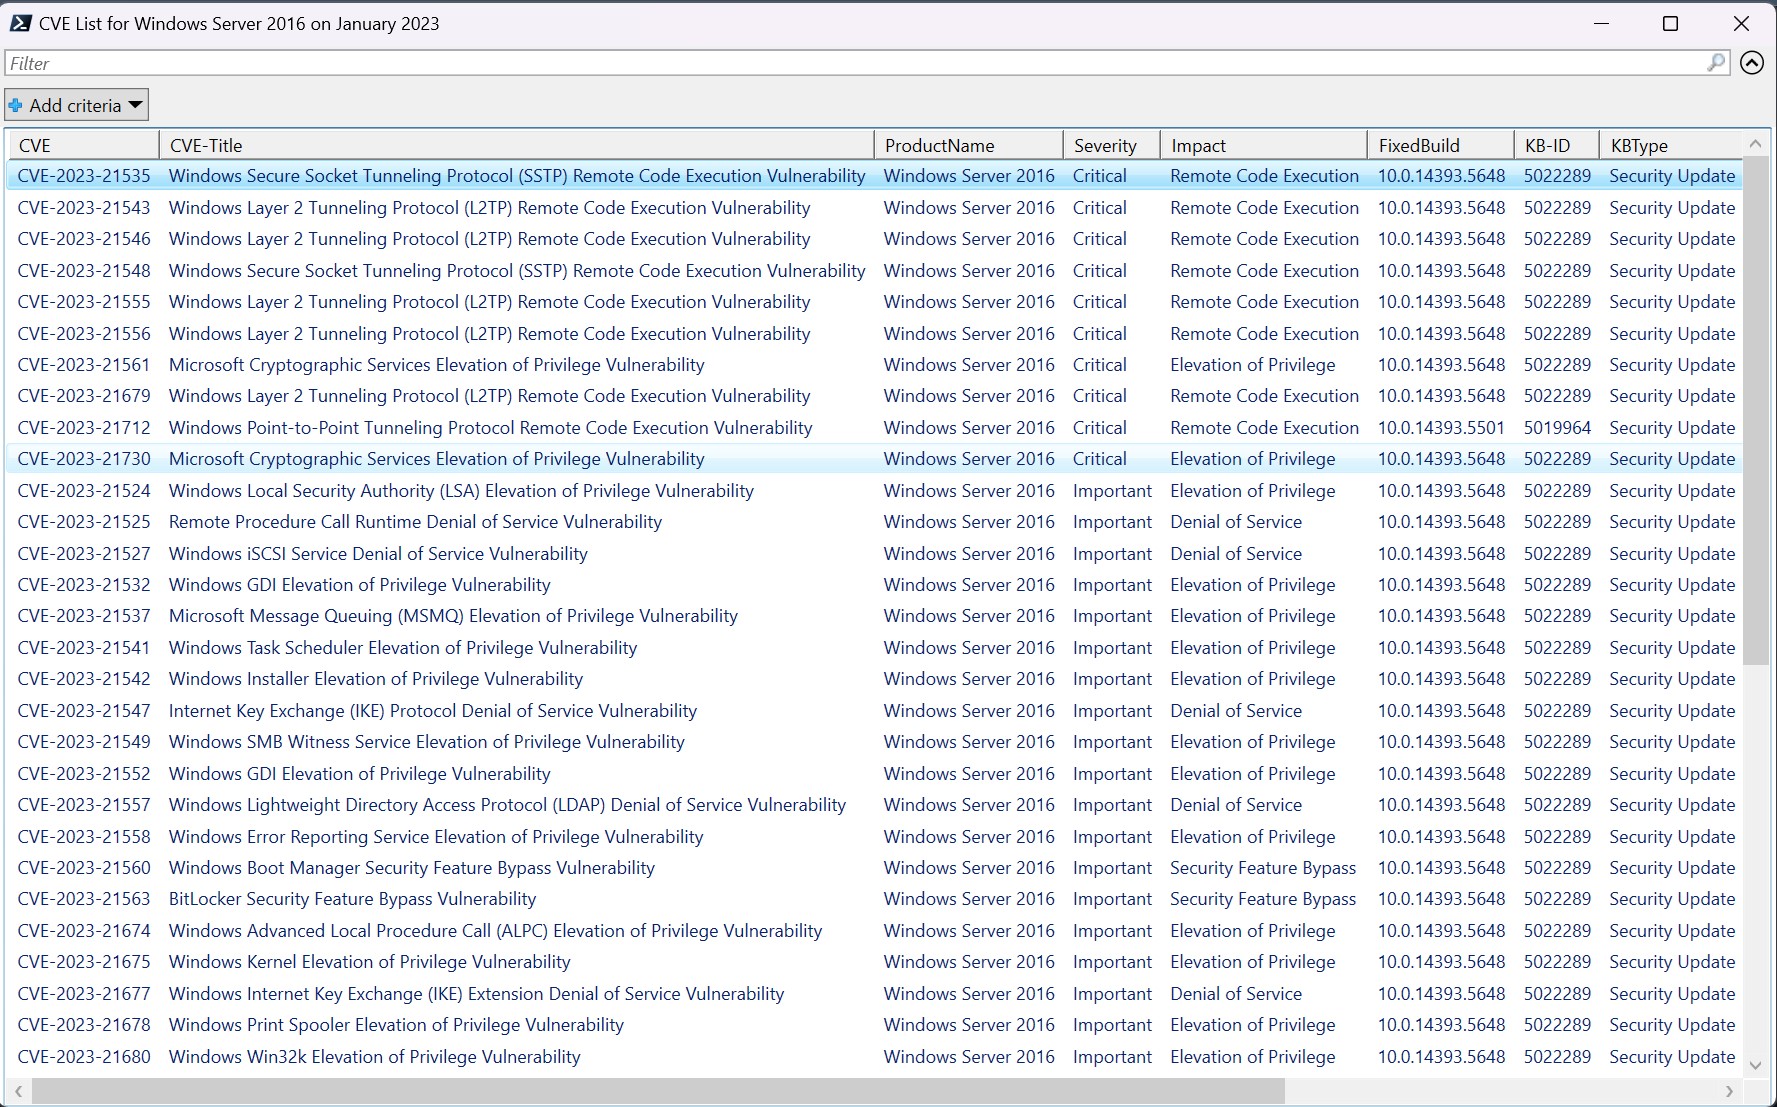 CVE List for Windows Server 2016 on January 2023
Filter
Add criteria
CVE CVE-Title ProductName Severity Impact FixedBuild KB-ID KBType
CVE-2023-21535 Windows Secure Socket Tunneling Protocol (SSTP) Remote Code Execution Vulnerability Windows Server 2016 Critical Remote Code Execution 10.0.14393.5648 5022289 Security Update
CVE-2023-21543 Windows Layer 2 Tunneling Protocol (L2TP) Remote Code Execution Vulnerability Windows Server 2016 Critical Remote Code Execution 10.0.14393.5648 5022289 Security Update
CVE-2023-21546 Windows Layer 2 Tunneling Protocol (L2TP) Remote Code Execution Vulnerability Windows Server 2016 Critical Remote Code Execution 10.0.14393.5648 5022289 Security Update
CVE-2023-21548 Windows Secure Socket Tunneling Protocol (SSTP) Remote Code Execution Vulnerability Windows Server 2016 Critical Remote Code Execution 10.0.14393.5648 5022289 Security Update
CVE-2023-21555 Windows Layer 2 Tunneling Protocol (L2TP) Remote Code Execution Vulnerability Windows Server 2016 Critical Remote Code Execution 10.0.14393.5648 5022289 Security Update
CVE-2023-21556 Windows Layer 2 Tunneling Protocol (L2TP) Remote Code Execution Vulnerability Windows Server 2016 Critical Remote Code Execution 10.0.14393.5648 5022289 Security Update
CVE-2023-21561 Microsoft Cryptographic Services Elevation of Privilege Vulnerability Windows Server 2016 Critical Elevation of Privilege 10.0.14393.5648 5022289 Security Update
CVE-2023-21679 Windows Layer 2 Tunneling Protocol (L2TP) Remote Code Execution Vulnerability Windows Server 2016 Critical Remote Code Execution 10.0.14393.5648 5022289 Security Update
CVE-2023-21712 Windows Point-to-Point Tunneling Protocol Remote Code Execution Vulnerability Windows Server 2016 Critical Remote Code Execution 10.0.14393.5501 5019964 Security Update
CVE-2023-21730 Microsoft Cryptographic Services Elevation of Privilege Vulnerability Windows Server 2016 Critical Elevation of Privilege 10.0.14393.5648 5022289 Security Update
CVE-2023-21524 Windows Local Security Authority (LSA) Elevation of Privilege Vulnerability Windows Server 2016 Important Elevation of Privilege 10.0.14393.5648 5022289 Security Update
CVE-2023-21525 Remote Procedure Call Runtime Denial of Service Vulnerability Windows Server 2016 Important Denial of Service 10.0.14393.5648 5022289 Security Update
CVE-2023-21527 Windows iSCSI Service Denial of Service Vulnerability Windows Server 2016 Important Denial of Service 10.0.14393.5648 5022289 Security Update
CVE-2023-21532 Windows GDI Elevation of Privilege Vulnerability Windows Server 2016 Important Elevation of Privilege 10.0.14393.5648 5022289 Security Update
CVE-2023-21537 Microsoft Message Queuing (MSMQ) Elevation of Privilege Vulnerability Windows Server 2016 Important Elevation of Privilege 10.0.14393.5648 5022289 Security Update
CVE-2023-21541 Windows Task Scheduler Elevation of Privilege Vulnerability Windows Server 2016 Important Elevation of Privilege 10.0.14393.5648 5022289 Security Update
CVE-2023-21542 Windows Installer Elevation of Privilege Vulnerability Windows Server 2016 Important Elevation of Privilege 10.0.14393.5648 5022289 Security Update
CVE-2023-21547 Internet Key Exchange (IKE) Protocol Denial of Service Vulnerability Windows Server 2016 Important Denial of Service 10.0.14393.5648 5022289 Security Update
CVE-2023-21549 Windows SMB Witness Service Elevation of Privilege Vulnerability Windows Server 2016 Important Elevation of Privilege 10.0.14393.5648 5022289 Security Update
CVE-2023-21552 Windows GDI Elevation of Privilege Vulnerability Windows Server 2016 Important Elevation of Privilege 10.0.14393.5648 5022289 Security Update
CVE-2023-21557 Windows Lightweight Directory Access Protocol (LDAP) Denial of Service Vulnerability Windows Server 2016 Important Denial of Service 10.0.14393.5648 5022289 Security Update
CVE-2023-21558 Windows Error Reporting Service Elevation of Privilege Vulnerability Windows Server 2016 Important Elevation of Privilege 10.0.14393.5648 5022289 Security Update
CVE-2023-21560 Windows Boot Manager Security Feature Bypass Vulnerability Windows Server 2016 Important Security Feature Bypass 10.0.14393.5648 5022289 Security Update
CVE-2023-21563 BitLocker Security Feature Bypass Vulnerability Windows Server 2016 Important Security Feature Bypass 10.0.14393.5648 5022289 Security Update
CVE-2023-21674 Windows Advanced Local Procedure Call (ALPC) Elevation of Privilege Vulnerability Windows Server 2016 Important Elevation of Privilege 10.0.14393.5648 5022289 Security Update
CVE-2023-21675 Windows Kernel Elevation of Privilege Vulnerability Windows Server 2016 Important Elevation of Privilege 10.0.14393.5648 5022289 Security Update
CVE-2023-21677 Windows Internet Key Exchange (IKE) Extension Denial of Service Vulnerability Windows Server 2016 Important Denial of Service 10.0.14393.5648 5022289 Security Update
CVE-2023-21678 Windows Print Spooler Elevation of Privilege Vulnerability Windows Server 2016 Important Elevation of Privilege 10.0.14393.5648 5022289 Security Update
CVE-2023-21680 Windows Win32k Elevation of Privilege Vulnerability Windows Server 2016 Important Elevation of Privilege 10.0.14393.5648 5022289 Security Update